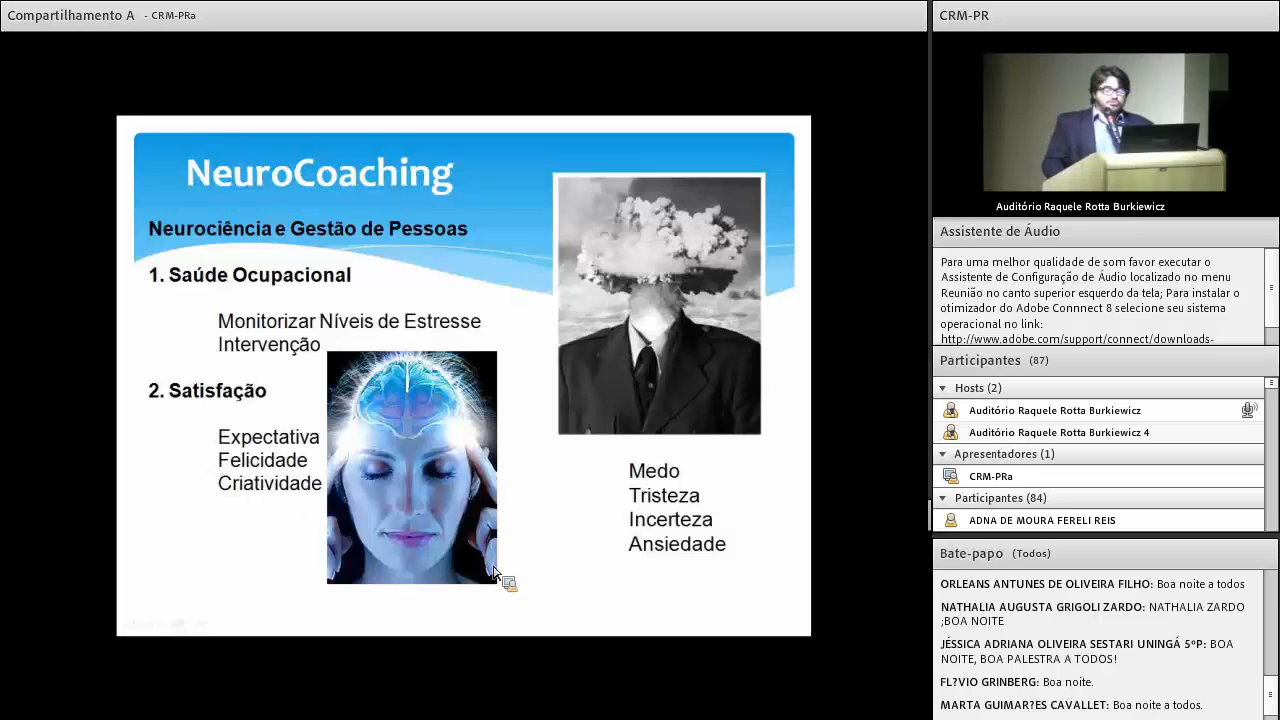 Compartilhamento A - CRM-PRa
NeuroCoaching
Neurociência e Gestão de Pessoas
1. Saúde Ocupacional
Monitorizar Níveis de Estresse
Intervenção
2. Satisfação
Expectativa
Felicidade
Criatividade
Medo
Tristeza
Incerteza
Ansiedade
CRM-PR
Auditório Raquele Rotta Burkiewicz
Assistente de Áudio
Para uma melhor qualidade de som favor executar o
Assistente de Configuração de Áudio localizado no menu
Reunião no canto superior esquerdo da tela; Para instalar o
otimizador do Adobe Connnect 8 selecione seu sistema
operacional no link:
http://www.adobe.com/support/connect/downloads-
Participantes (87)
Hosts (2)
Auditório Raquele Rotta Burkiewicz
Auditório Raquele Rotta Burkiewicz 4
Apresentadores (1)
CRM-PRa
Participantes (84)
ADNA DE MOURA FERELI REIS
Bate-papo (Todos)
ORLEANS ANTUNES DE OLIVEIRA FILHO: Boa noite a todos
NATHALIA AUGUSTA GRIGOLI ZARDO: NATHALIA ZARDO
;BOA NOITE
JÉSSICA ADRIANA OLIVEIRA SESTARI UNINGÁ 5ºP: BOA
NOITE, BOA PALESTRA A TODOS!
FL?VIO GRINBERG: Boa noite.
MARTA GUIMAR?ES CAVALLET: Boa noite a todos.